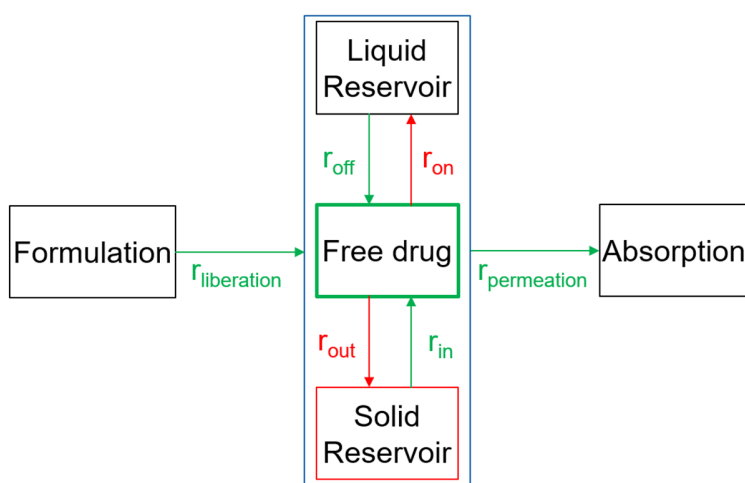 Liquid
Reservoir
r_off
r_on
Formulation
r_liberation
Free drug
r_permeation
Absorption
r_out
r_in
Solid
Reservoir